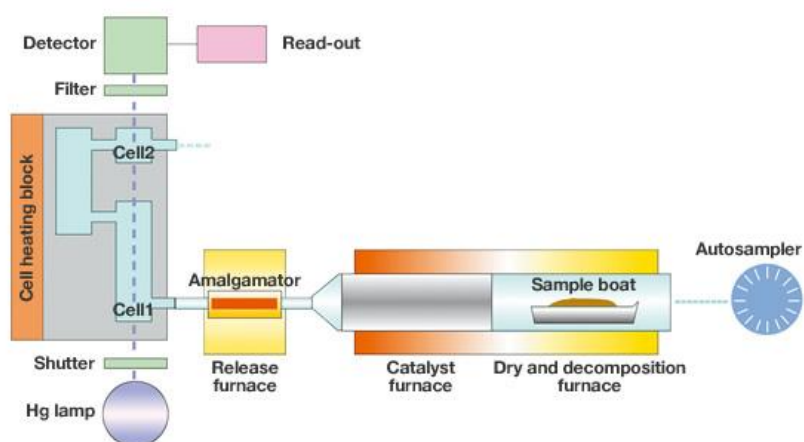 Detector
Read-out
Filter
Cell heating block
Cell2
Autosampler
Amalgamator
Sample boat
Cell1
Shutter
Release
furnace
Catalyst
furnace
Dry and decomposition
furnace
Hg lamp